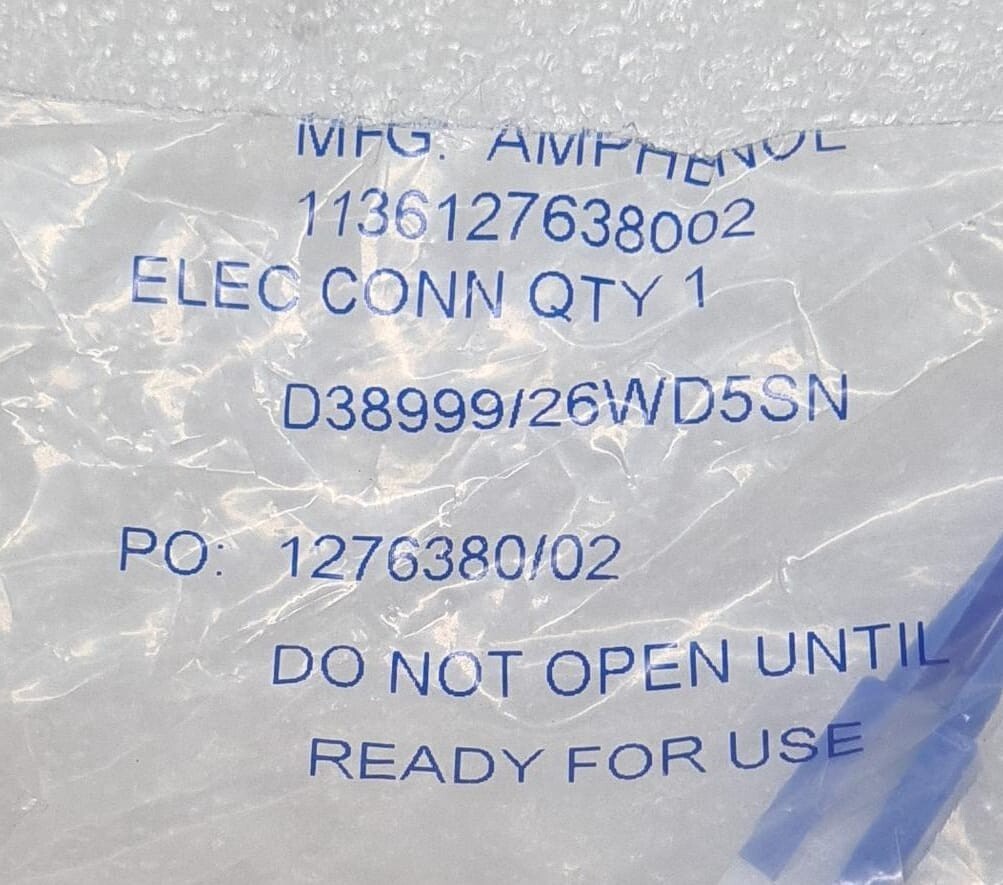 MFG: AMPHENOL
1136127638002
ELEC CONN QTY 1
D38999/26WD5SN
PO: 1276380/02
DO NOT OPEN UNTIL
READY FOR USE